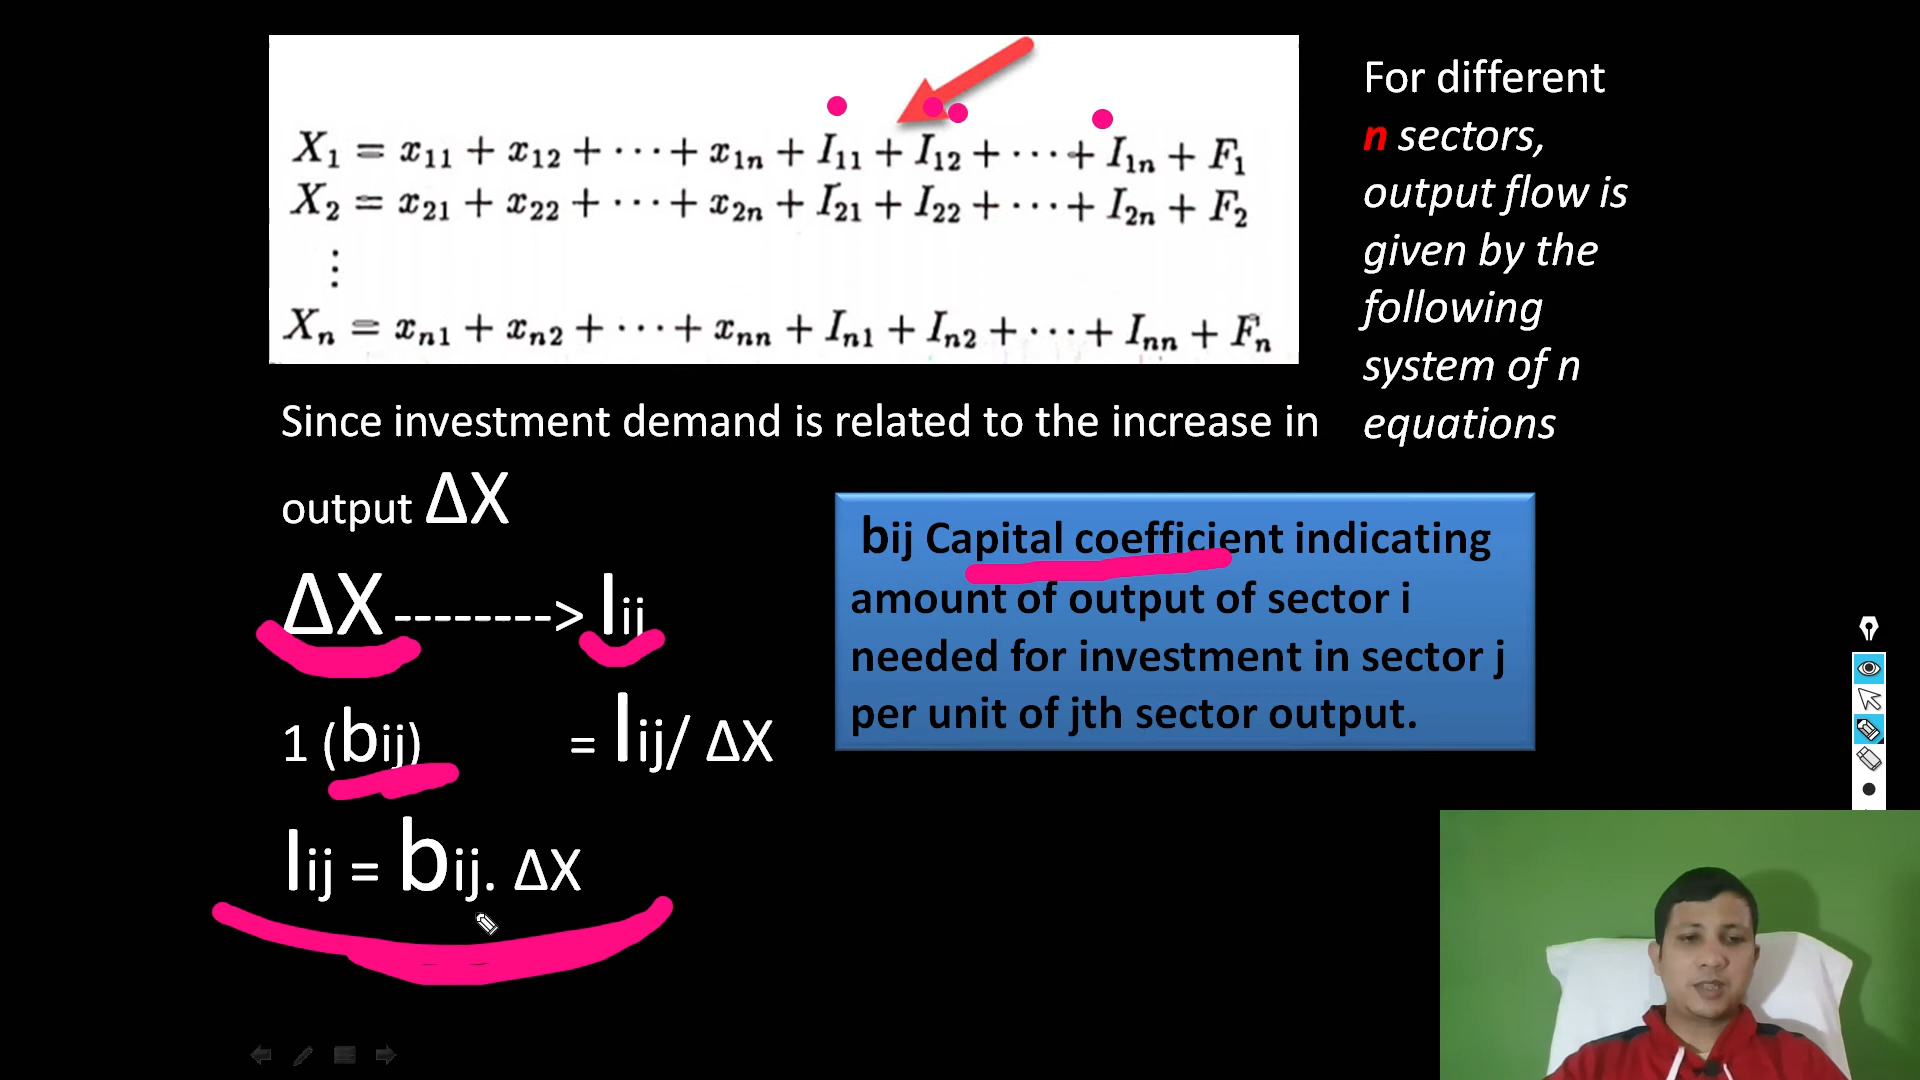 X₁ = x₁₁ + x₁₂ + ··· + x₁ₙ + I₁₁ + I₁₂ + ··· + I₁ₙ + F₁
X₂ = x₂₁ + x₂₂ + ··· + x₂ₙ + I₂₁ + I₂₂ + ··· + I₂ₙ + F₂
⋮
Xₙ = xₙ₁ + xₙ₂ + ··· + xₙₙ + Iₙ₁ + Iₙ₂ + ··· + Iₙₙ + Fₙ
For different
n sectors,
output flow is
given by the
following
system of n
equations
Since investment demand is related to the increase in
output ΔX
ΔX --------> Iij
1 (bij) = Iij/ ΔX
Iij = bij. ΔX
bij Capital coefficient indicating
amount of output of sector i
needed for investment in sector j
per unit of jth sector output.